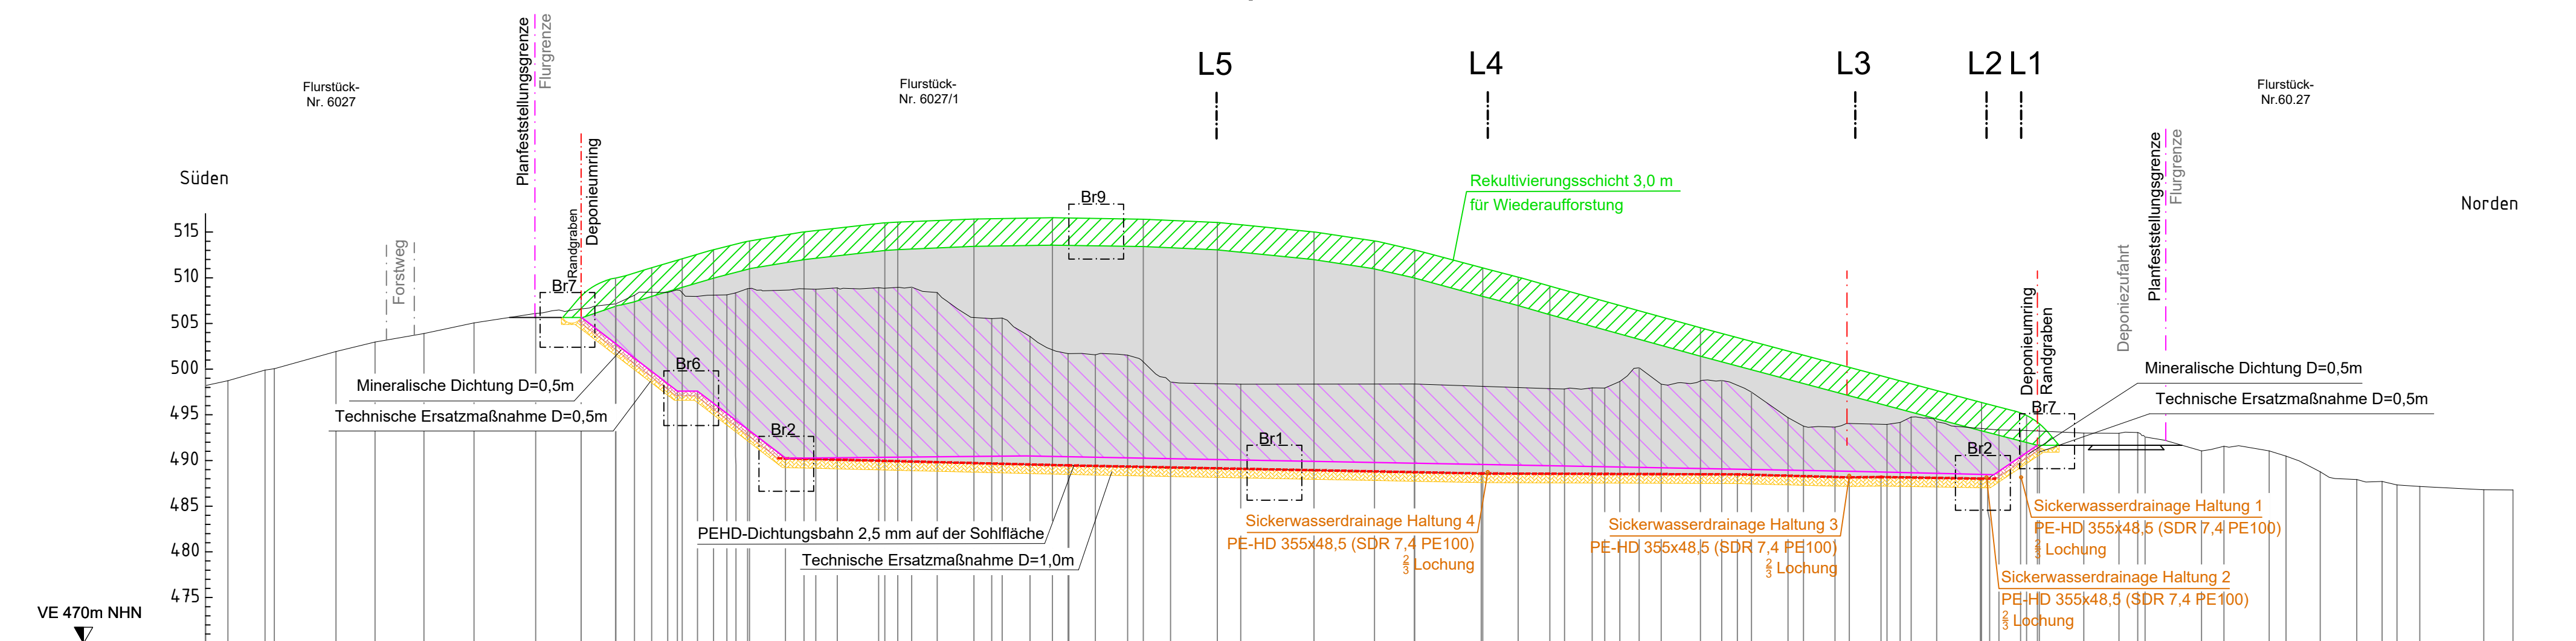 Planfeststellungsgrenze
Flurgrenze
Flurstück-
Nr. 6027
Flurstück-
Nr. 6027/1
L5
L4
L3
L2
L1
Flurstück-
Nr.60.27
Süden
Norden
Randgraben
Deponieumring
Forstweg
Br9
Rekultivierungsschicht 3,0 m
für Wiederaufforstung
Planfeststellungsgrenze
Flurgrenze
Deponiezufahrt
Deponieumring
Randgraben
515
510
505
500
495
490
485
480
475
Br7
Br6
Br2
Br1
Br2
Br7
Mineralische Dichtung D=0,5m
Technische Ersatzmaßnahme D=0,5m
Mineralische Dichtung D=0,5m
Technische Ersatzmaßnahme D=0,5m
PEHD-Dichtungsbahn 2,5 mm auf der Sohlfläche
Technische Ersatzmaßnahme D=1,0m
Sickerwasserdrainage Haltung 4
PE-HD 355x48,5 (SDR 7,4 PE100)
2/3 Lochung
Sickerwasserdrainage Haltung 3
PE-HD 355x48,5 (SDR 7,4 PE100)
2/3 Lochung
Sickerwasserdrainage Haltung 1
PE-HD 355x48,5 (SDR 7,4 PE100)
2/3 Lochung
Sickerwasserdrainage Haltung 2
PE-HD 355x48,5 (SDR 7,4 PE100)
2/3 Lochung
VE 470m NHN